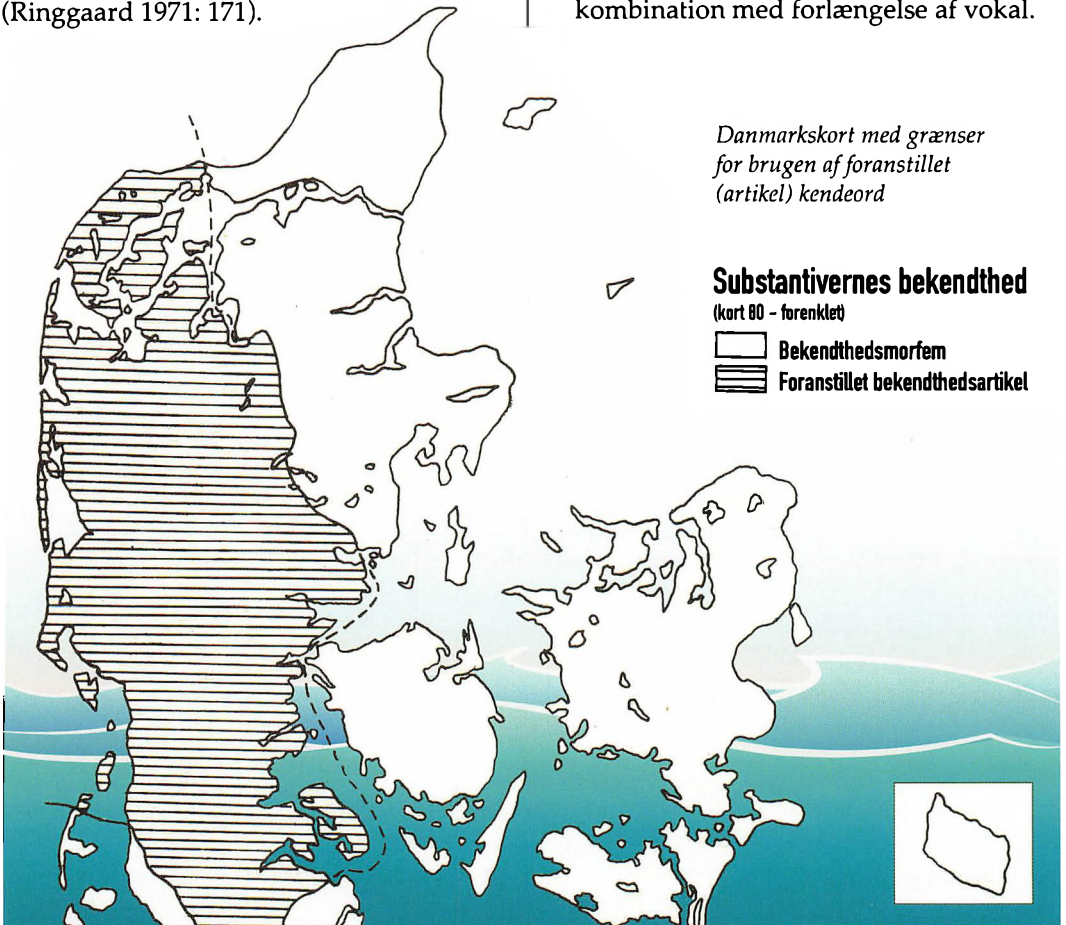 (Ringgaard 1971: 171).
kombination med forlængelse af vokal.
Danmarkskort med grænser
for brugen af foranstillet
(artikel) kendeord
Substantivernes bekendthed
(kort 80 – forenklet)
Bekendthedsmorfem
Foranstillet bekendthedsartikel